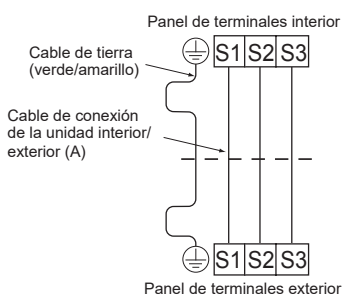 Panel de terminales interior
S1 S2 S3
Cable de tierra
(verde/amarillo)
Cable de conexión
de la unidad interior/
exterior (A)
S1 S2 S3
Panel de terminales exterior